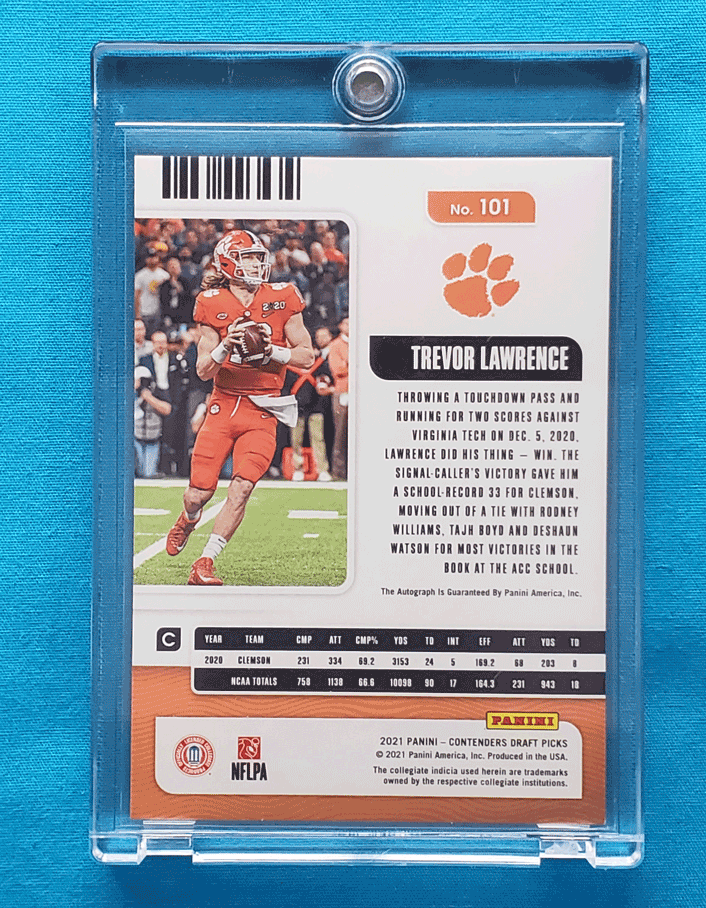 No. 101
2020
TREVOR LAWRENCE
THROWING A TOUCHDOWN PASS AND
RUNNING FOR TWO SCORES AGAINST
VIRGINIA TECH ON DEC. 5, 2020,
LAWRENCE DID HIS THING – WIN. THE
SIGNAL-CALLER'S VICTORY GAVE HIM
A SCHOOL-RECORD 33 FOR CLEMSON,
MOVING OUT OF A TIE WITH RODNEY
WILLIAMS, TAJH BOYD AND DESHAUN
WATSON FOR MOST VICTORIES IN THE
BOOK AT THE ACC SCHOOL.
The Autograph Is Guaranteed By Panini America, Inc.
C
YEAR TEAM CMP ATT CMP% YDS TD INT EFF ATT YDS TD
2020 CLEMSON 231 334 69.2 3153 24 5 169.2 68 203 8
NCAA TOTALS 758 1138 66.6 10098 90 17 164.3 231 943 18
PANINI
2021 PANINI – CONTENDERS DRAFT PICKS
© 2021 Panini America, Inc. Produced in the USA.
The collegiate indicia used herein are trademarks
owned by the respective collegiate institutions.
OFFICIALLY LICENSED COLLEGIATE PRODUCTS
NFLPA